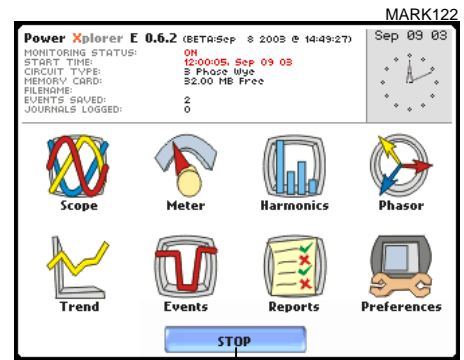 MARK122
Power Xplorer E 0.6.2 (BETA:Sep 8 2003 @ 14:49:27)
Sep 09 03
MONITORING STATUS: ON
START TIME: 12:00:05, Sep 09 03
CIRCUIT TYPE: 3 Phase Wye
MEMORY CARD: 32.00 MB Free
FILENAME:
EVENTS SAVED: 2
JOURNALS LOGGED: 0
Scope Meter Harmonics Phasor
Trend Events Reports Preferences
STOP